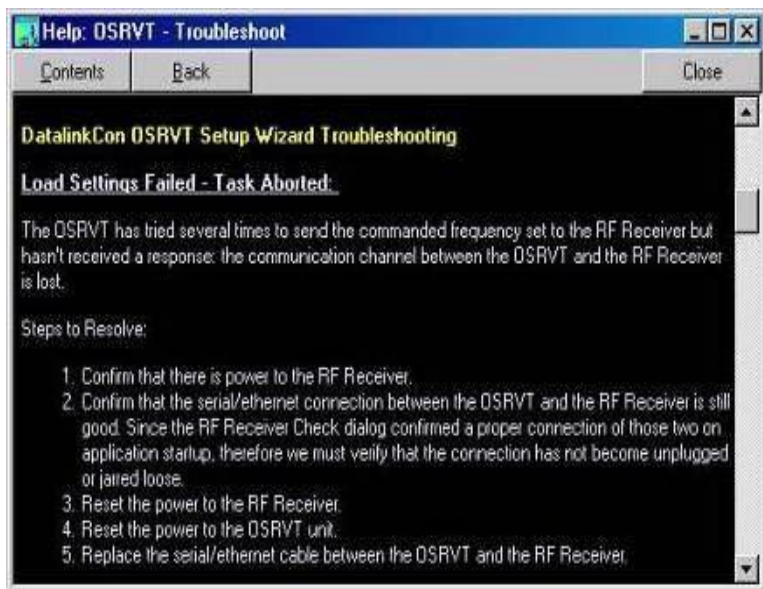 Help: OSRVT - Troubleshoot
Contents Back Close
DatalinkCon OSRVT Setup Wizard Troubleshooting
Load Settings Failed - Task Aborted:
The OSRVT has tried several times to send the commanded frequency set to the RF Receiver but
hasn't received a response: the communication channel between the OSRVT and the RF Receiver
is lost.
Steps to Resolve:
1. Confirm that there is power to the RF Receiver.
2. Confirm that the serial/ethernet connection between the OSRVT and the RF Receiver is still
good. Since the RF Receiver Check dialog confirmed a proper connection of those two on
application startup, therefore we must verify that the connection has not become unplugged
or jarred loose.
3. Reset the power to the RF Receiver.
4. Reset the power to the OSRVT unit.
5. Replace the serial/ethernet cable between the OSRVT and the RF Receiver.